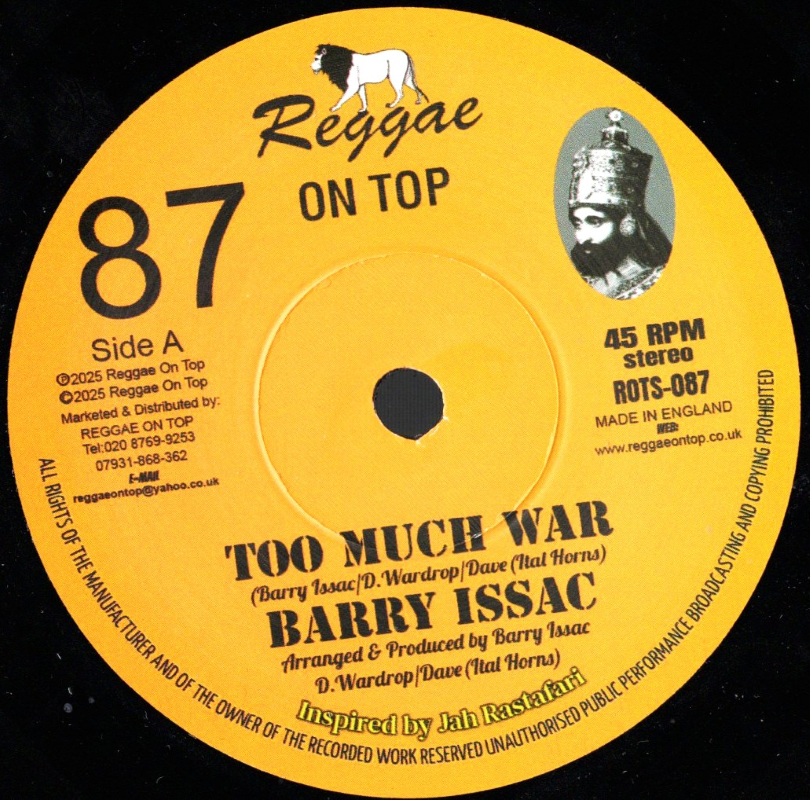 Reggae
ON TOP
87
Side A
℗2025 Reggae On Top
©2025 Reggae On Top
Marketed & Distributed by:
REGGAE ON TOP
Tel:020 8769-9253
07931-868-362
E-MAIL
reggaeontop@yahoo.co.uk
45 RPM
stereo
ROTS-087
MADE IN ENGLAND
WEB:
www.reggaeontop.co.uk
TOO MUCH WAR
(Barry Issac/D.Wardrop/Dave (Ital Horns)
BARRY ISSAC
Arranged & Produced by Barry Issac
D.Wardrop/Dave (Ital Horns)
Inspired by Jah Rastafari
ALL RIGHTS OF THE MANUFACTURER AND OF THE OWNER OF THE RECORDED WORK RESERVED UNAUTHORISED PUBLIC PERFORMANCE BROADCASTING AND COPYING PROHIBITED